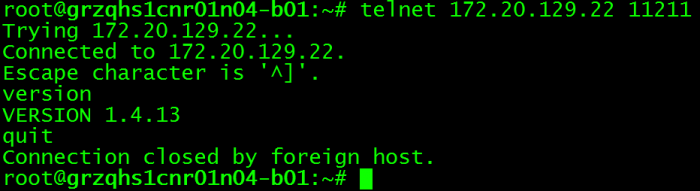 root@grzqhs1cnr01n04-b01:~# telnet 172.20.129.22 11211
Trying 172.20.129.22...
Connected to 172.20.129.22.
Escape character is '^]'.
version
VERSION 1.4.13
quit
Connection closed by foreign host.
root@grzqhs1cnr01n04-b01:~#